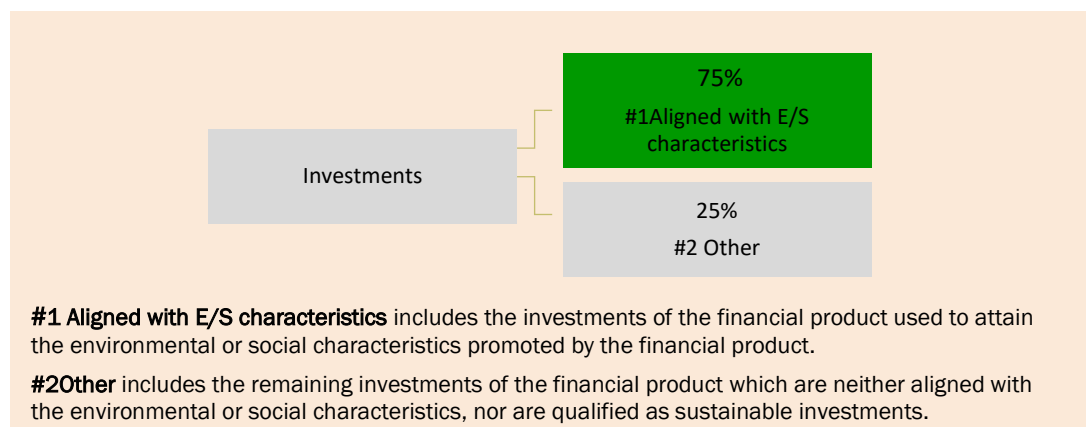 75%
#1Aligned with E/S
characteristics
Investments
25%
#2 Other
#1 Aligned with E/S characteristics includes the investments of the financial product used to attain
the environmental or social characteristics promoted by the financial product.
#2Other includes the remaining investments of the financial product which are neither aligned with
the environmental or social characteristics, nor are qualified as sustainable investments.